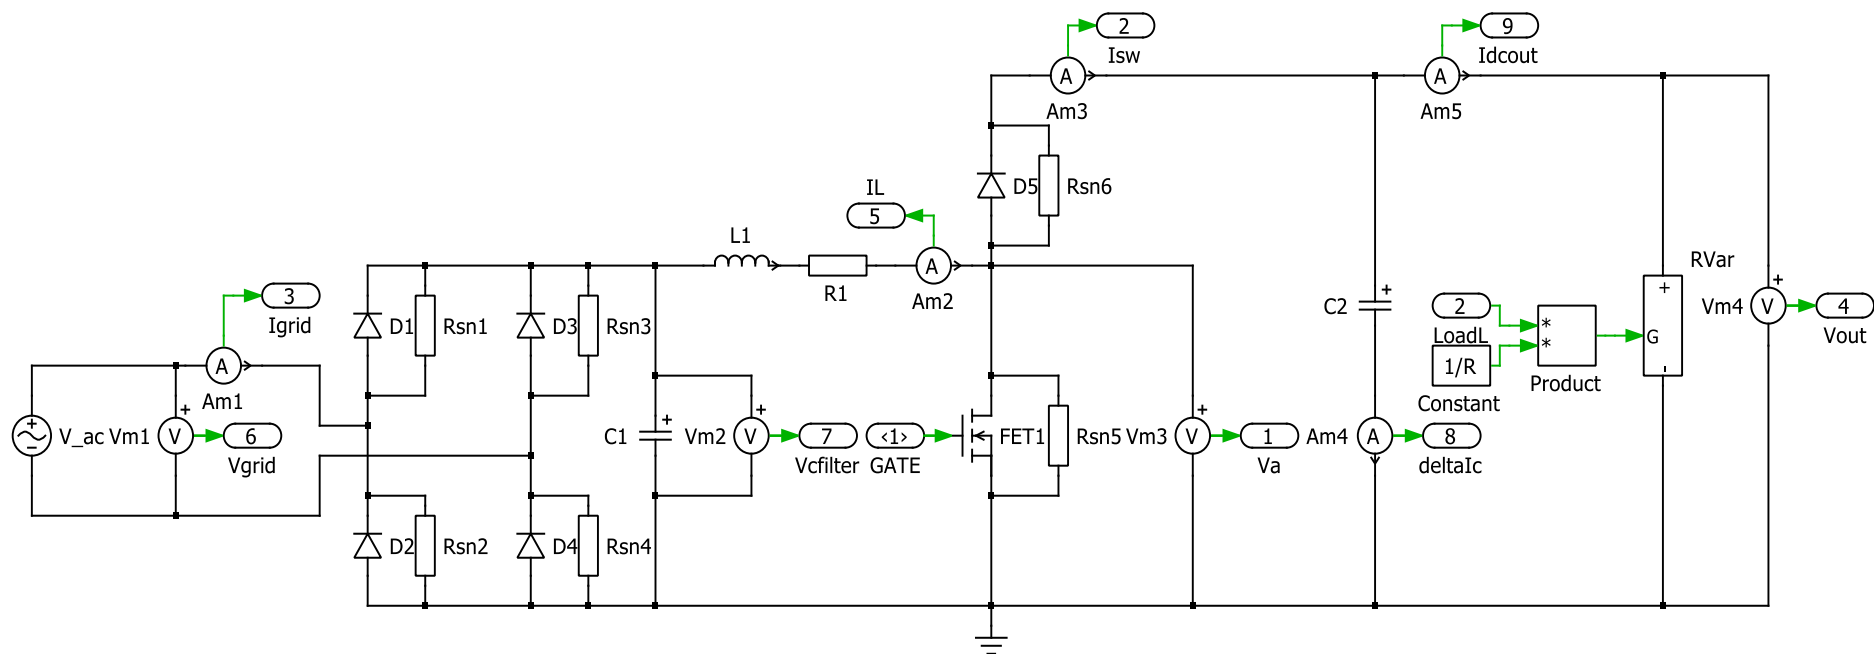 2
Isw
A
Am3
9
Idcout
A
Am5
D5
Rsn6
IL
5
L1
R1
A
Am2
3
Igrid
A
Am1
D1
Rsn1
D3
Rsn3
V_ac
Vm1
V
6
Vgrid
C1
Vm2
V
7
Vcfilter
<1>
GATE
FET1
Rsn5
Vm3
V
1
Va
C2
Am4
A
8
deltaIc
2
LoadL
1/R
Constant
*
*
Product
RVar
+
G
-
Vm4
V
4
Vout
D2
Rsn2
D4
Rsn4